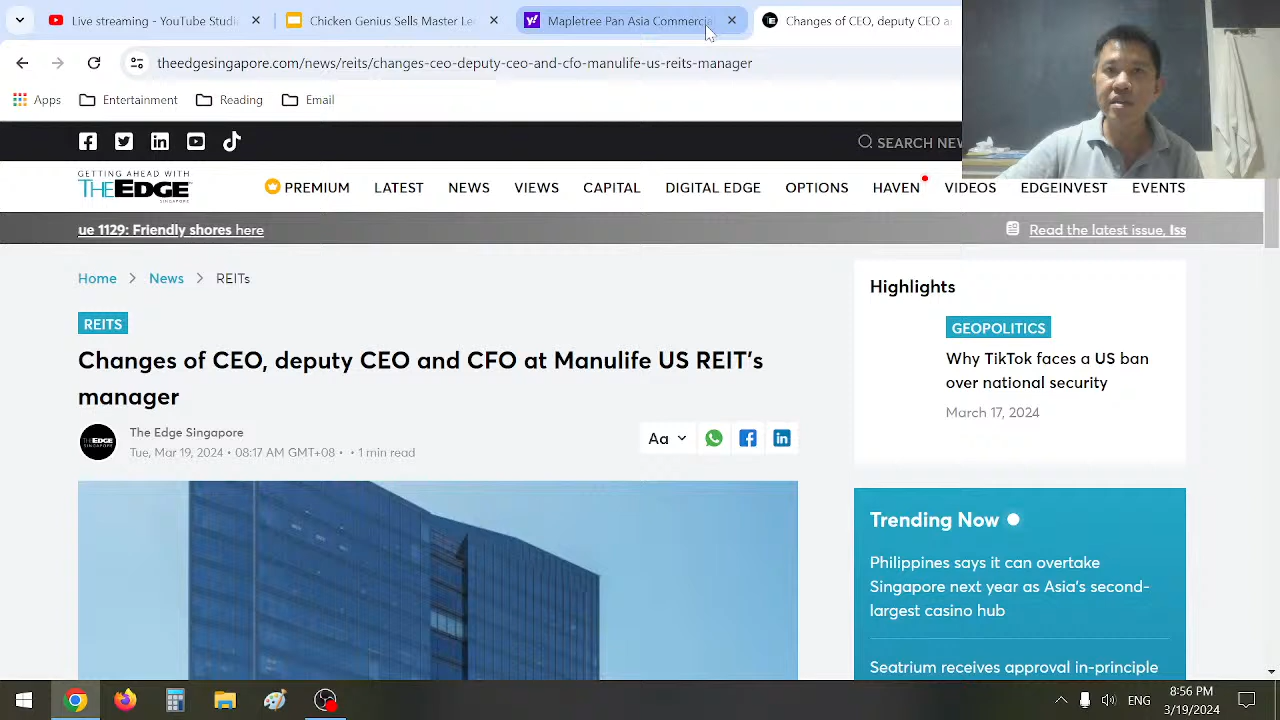 Live streaming - YouTube Studi
Chicken Genius Sells Master Le
Mapletree Pan Asia Commercia
Changes of CEO, deputy CEO a
theedgesingapore.com/news/reits/changes-ceo-deputy-ceo-and-cfo-manulife-us-reits-manager
Apps
Entertainment
Reading
Email
SEARCH NEW
GETTING AHEAD WITH
THE EDGE
SINGAPORE
PREMIUM
LATEST
NEWS
VIEWS
CAPITAL
DIGITAL EDGE
OPTIONS
HAVEN
VIDEOS
EDGEINVEST
EVENTS
ue 1129: Friendly shores here
Read the latest issue, Iss
Home > News > REITs
REITS
Changes of CEO, deputy CEO and CFO at Manulife US REIT's
manager
The Edge Singapore
Tue, Mar 19, 2024 • 08:17 AM GMT+08 • • 1 min read
Aa
Highlights
GEOPOLITICS
Why TikTok faces a US ban
over national security
March 17, 2024
Trending Now
Philippines says it can overtake
Singapore next year as Asia's second-
largest casino hub
Seatrium receives approval in-principle
ENG
8:56 PM
3/19/2024